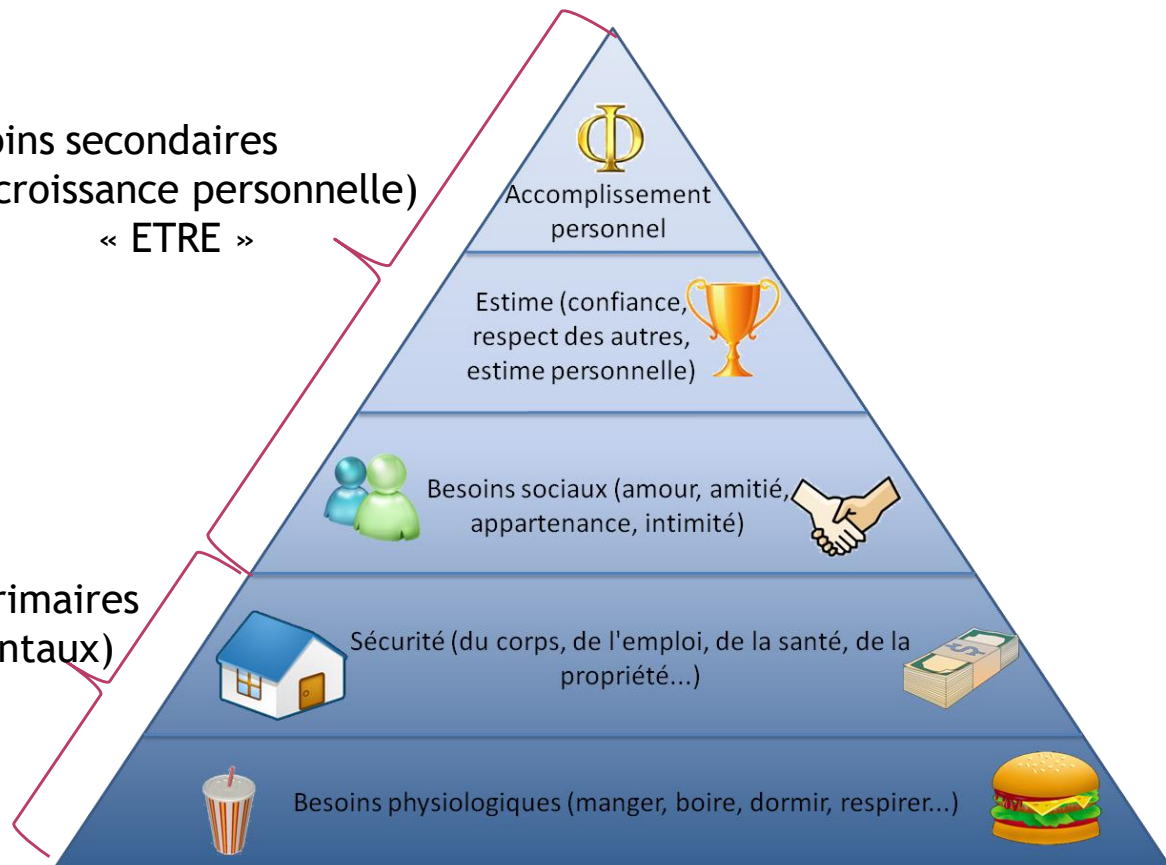 oins secondaires
croissance personnelle)
« ETRE »
rimaires
ntaux)
Φ
Accomplissement
personnel
Estime (confiance,
respect des autres,
estime personnelle)
Besoins sociaux (amour, amitié,
appartenance, intimité)
Sécurité (du corps, de l'emploi, de la santé, de la
propriété...)
Besoins physiologiques (manger, boire, dormir, respirer...)